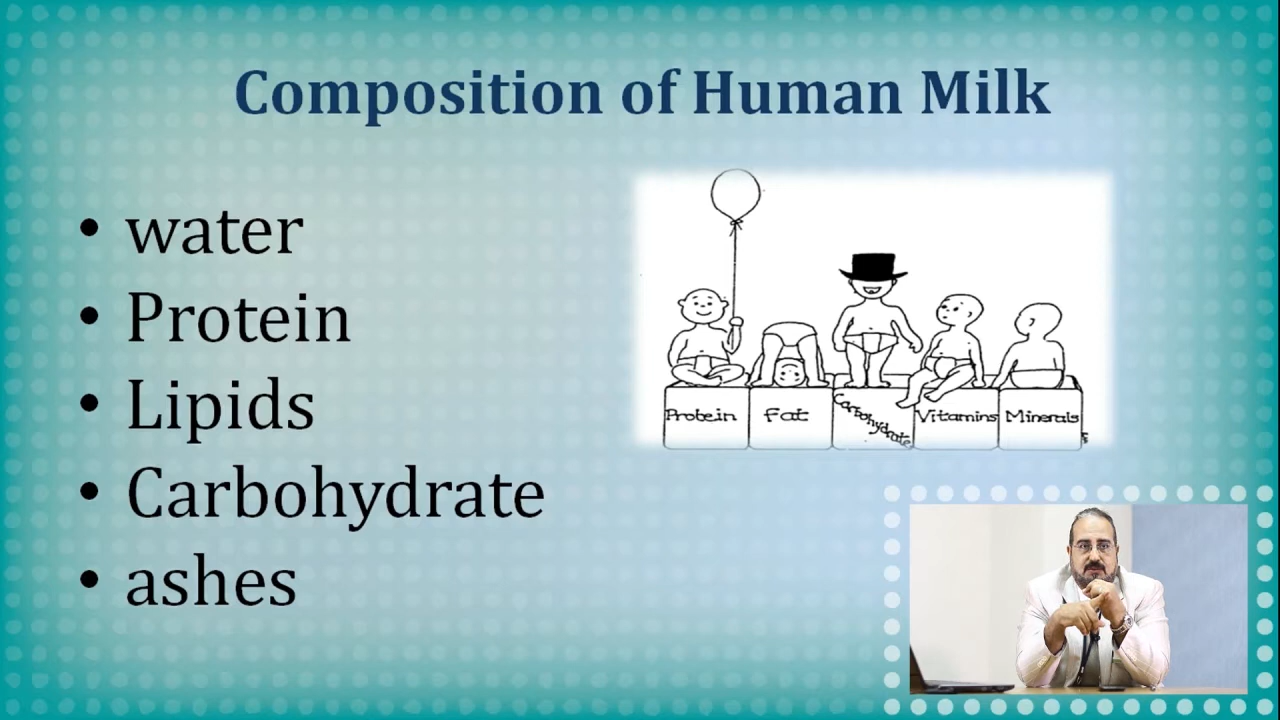 Composition of Human Milk
• water
• Protein
• Lipids
• Carbohydrate
• ashes
Protein
Fat
Carbohydrate
Vitamins
Minerals